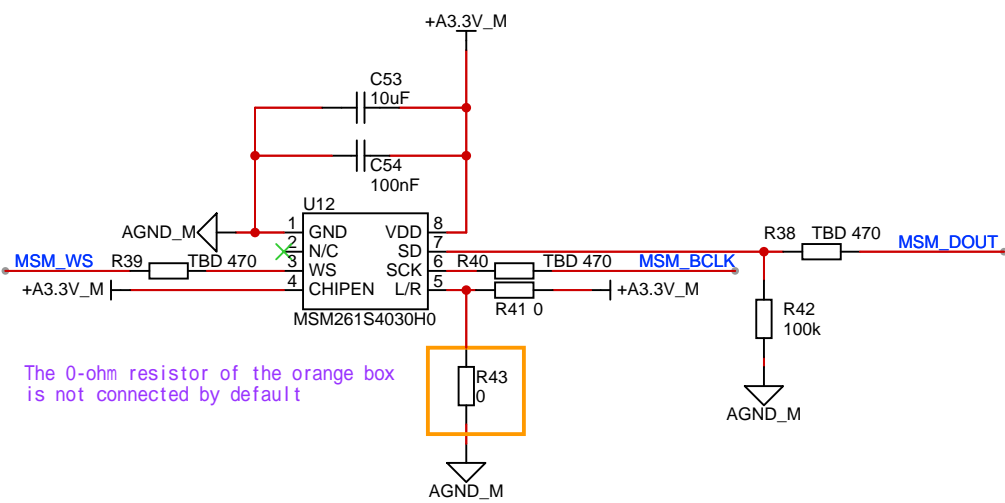 +A3.3V_M
C53
10uF
C54
100nF
U12
AGND_M
1
GND
VDD
8
2
N/C
SD
7
R38
TBD 470
MSM_DOUT
MSM_WS
R39
TBD 470
3
WS
SCK
6
R40
TBD 470
MSM_BCLK
+A3.3V_M
4
CHIPEN
L/R
5
+A3.3V_M
R41 0
MSM261S4030H0
R42
100k
The 0-ohm resistor of the orange box
is not connected by default
R43
0
AGND_M
AGND_M